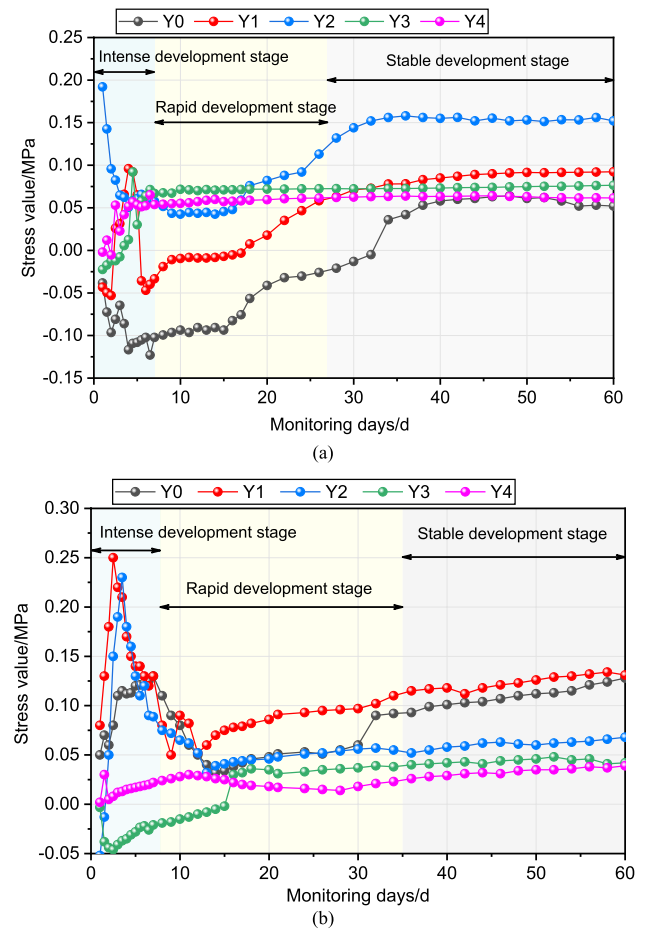 Y0 Y1 Y2 Y3 Y4
0.25
Intense development stage
Stable development stage
0.20
Rapid development stage
0.15
0.10
0.05
0.00
-0.05
-0.10
-0.15
Stress value/MPa
0 10 20 30 40 50 60
Monitoring days/d
(a)
Y0 Y1 Y2 Y3 Y4
0.30
Intense development stage
Stable development stage
0.25
Rapid development stage
0.20
0.15
0.10
0.05
0.00
-0.05
Stress value/MPa
0 10 20 30 40 50 60
Monitoring days/d
(b)